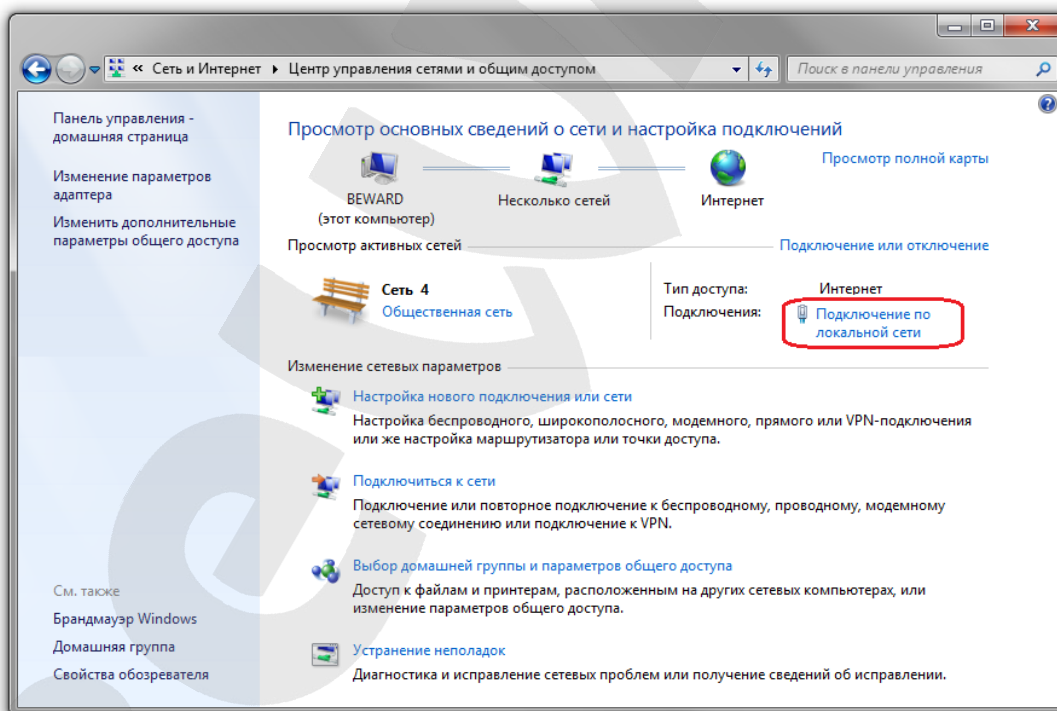 « Сеть и Интернет ▸ Центр управления сетями и общим доступом
Поиск в панели управления
Панель управления -
домашняя страница
Изменение параметров
адаптера
Изменить дополнительные
параметры общего доступа
Просмотр основных сведений о сети и настройка подключений
Просмотр полной карты
BEWARD
(этот компьютер)
Несколько сетей
Интернет
Просмотр активных сетей
Подключение или отключение
Сеть 4
Общественная сеть
Тип доступа: Интернет
Подключения: Подключение по
локальной сети
Изменение сетевых параметров
Настройка нового подключения или сети
Настройка беспроводного, широкополосного, модемного, прямого или VPN-подключения
или же настройка маршрутизатора или точки доступа.
Подключиться к сети
Подключение или повторное подключение к беспроводному, проводному, модемному
сетевому соединению или подключение к VPN.
Выбор домашней группы и параметров общего доступа
Доступ к файлам и принтерам, расположенным на других сетевых компьютерах, или
изменение параметров общего доступа.
Устранение неполадок
Диагностика и исправление сетевых проблем или получение сведений об исправлении.
См. также
Брандмауэр Windows
Домашняя группа
Свойства обозревателя